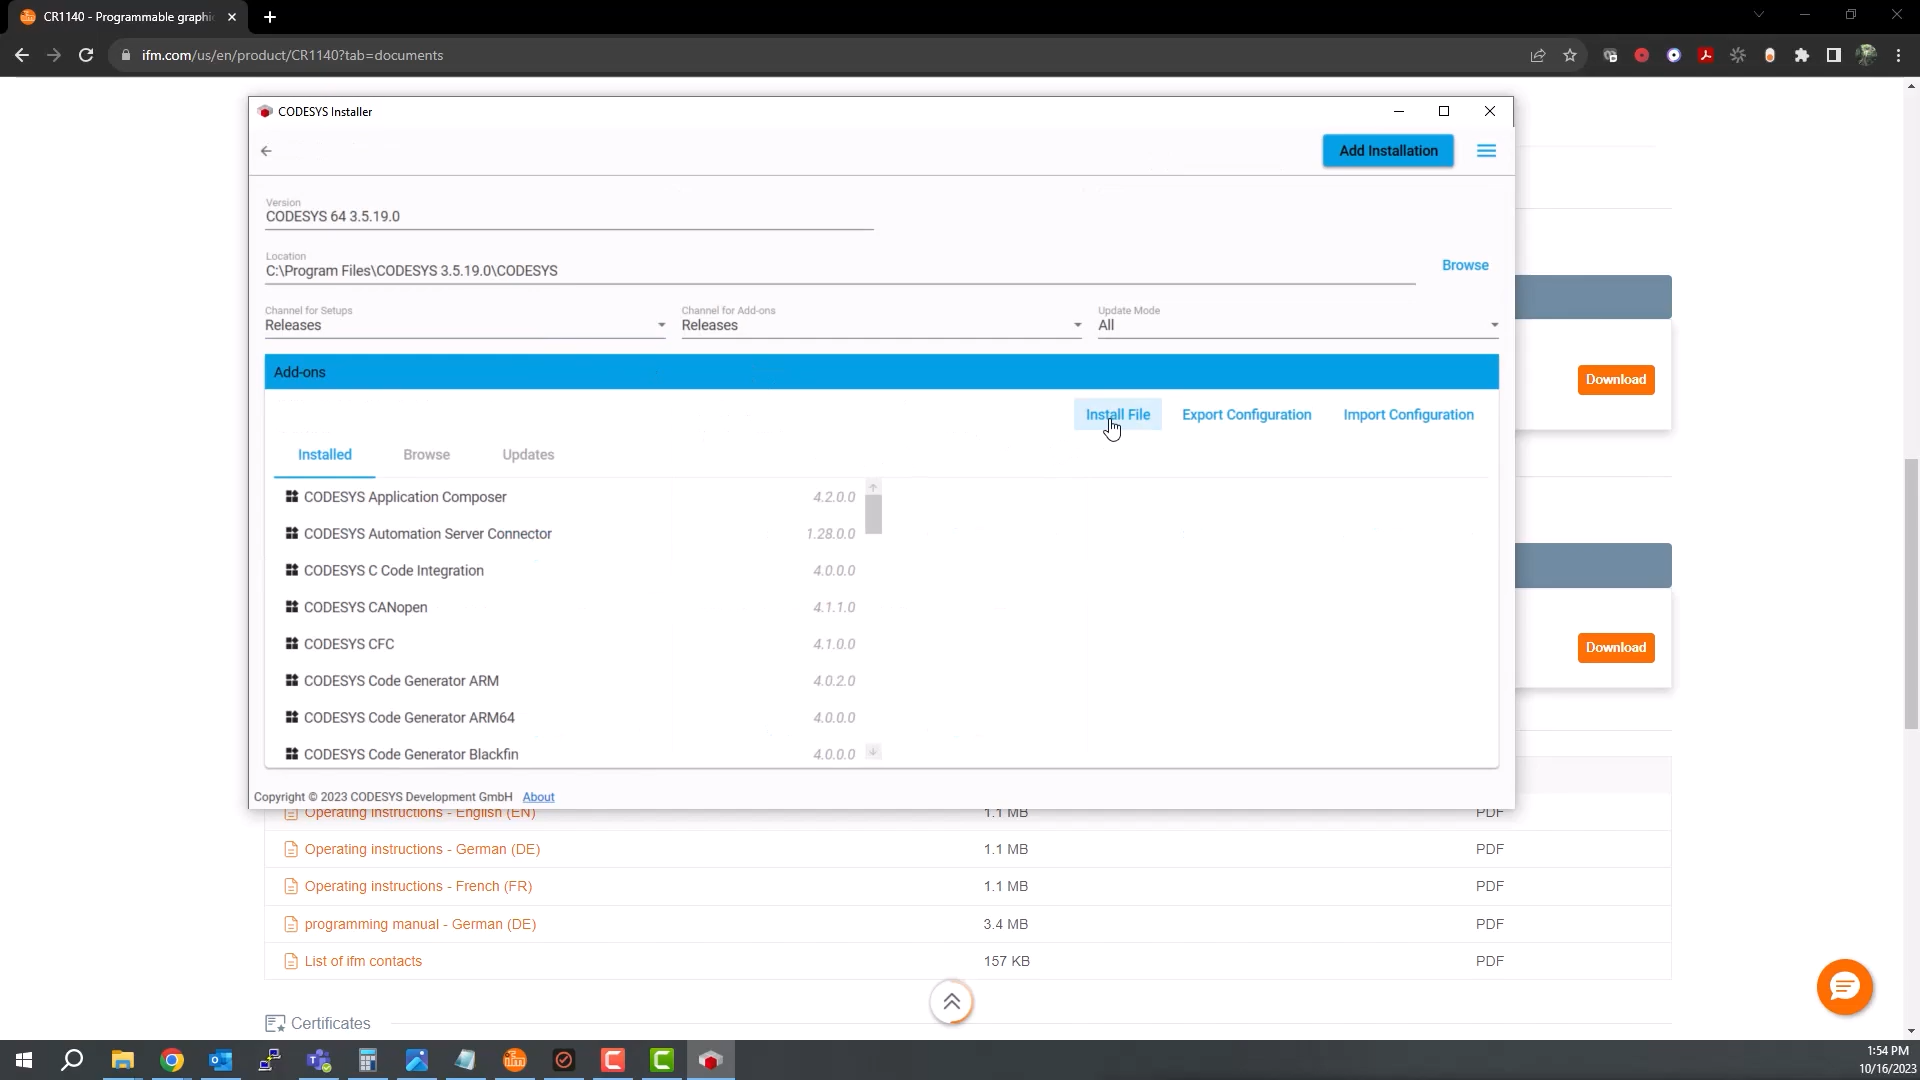 CR1140 - Programmable graphi
ifm.com/us/en/product/CR1140?tab=documents
CODESYS Installer
Add Installation
Version
CODESYS 64 3.5.19.0
Location
C:\Program Files\CODESYS 3.5.19.0\CODESYS
Browse
Channel for Setups
Releases
Channel for Add-ons
Releases
Update Mode
All
Add-ons
Download
Install File
Export Configuration
Import Configuration
Installed
Browse
Updates
CODESYS Application Composer 4.2.0.0
CODESYS Automation Server Connector 1.28.0.0
CODESYS C Code Integration 4.0.0.0
CODESYS CANopen 4.1.1.0
CODESYS CFC 4.1.0.0
Download
CODESYS Code Generator ARM 4.0.2.0
CODESYS Code Generator ARM64 4.0.0.0
CODESYS Code Generator Blackfin 4.0.0.0
Copyright © 2023 CODESYS Development GmbH About
Operating instructions - English (EN) 1.1 MB PDF
Operating instructions - German (DE) 1.1 MB PDF
Operating instructions - French (FR) 1.1 MB PDF
programming manual - German (DE) 3.4 MB PDF
List of ifm contacts 157 KB PDF
Certificates
ifm
1:54 PM
10/16/2023